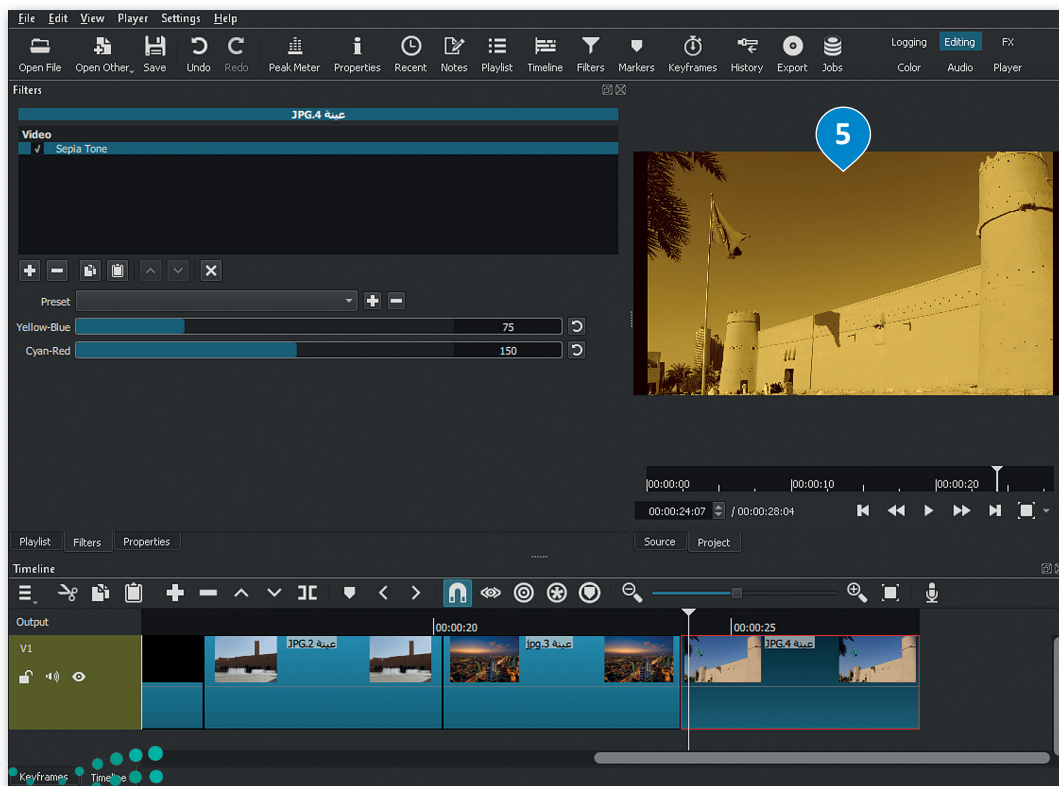 File Edit View Player Settings Help
Open File Open Other... Save Undo Redo Peak Meter Properties Recent Notes Playlist Timeline Filters Markers Keyframes History Export Jobs
Logging Editing FX
Color Audio Player
Filters
عينة 4.JPG
Video
Sepia Tone
Preset
Yellow-Blue 75
Cyan-Red 150
5
00:00:00 00:00:10 00:00:20
00:00:24:07 / 00:00:28:04
Playlist Filters Properties
Source Project
Timeline
Output
00:00:20 00:00:25
V1
عينة 2.JPG
عينة 3.jpg
عينة 4.JPG
Keyframes Timeline